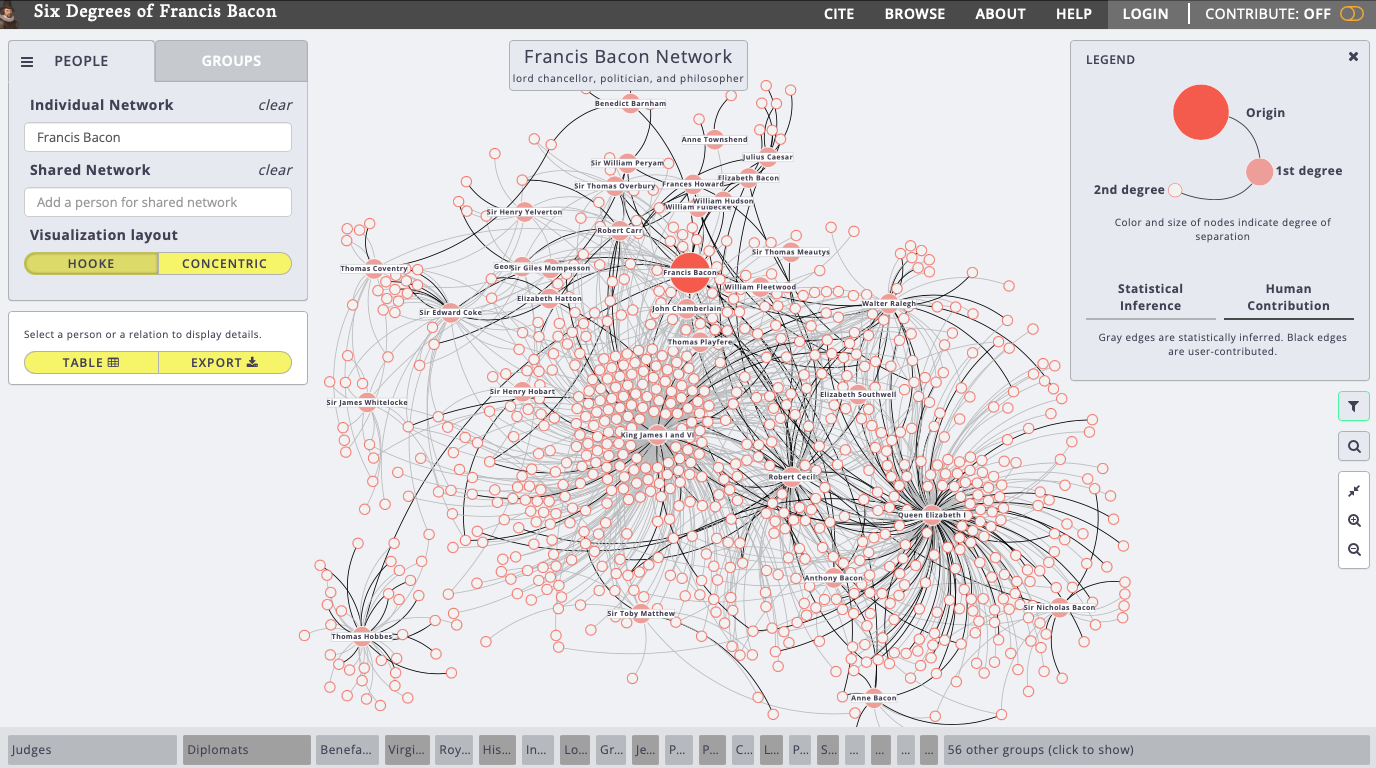 Six Degrees of Francis Bacon
CITE
BROWSE
ABOUT
HELP
LOGIN
CONTRIBUTE: OFF
PEOPLE
GROUPS
Individual Network
clear
Francis Bacon
Shared Network
clear
Add a person for shared network
Visualization layout
HOOKE
CONCENTRIC
Select a person or a relation to display details.
TABLE
EXPORT
Francis Bacon Network
lord chancellor, politician, and philosopher
LEGEND
Origin
1st degree
2nd degree
Color and size of nodes indicate degree of
separation
Statistical
Inference
Human
Contribution
Gray edges are statistically inferred. Black edges
are user-contributed.
Benedict Barnham
Anne Townshend
Julius Caesar
Sir William Peryam
Elizabeth Bacon
Sir Thomas Overbury
Frances Howard
William Hudson
Sir Henry Yelverton
Robert Carr
Sir Thomas Meautys
Thomas Coventry
Sir Giles Mompesson
Francis Bacon
William Fleetwood
Elizabeth Hatton
Walter Ralegh
Sir Edward Coke
John Chamberlain
Thomas Playfere
Sir Henry Hobart
Elizabeth Southwell
Sir James Whitelocke
King James I and VI
Robert Cecil
Queen Elizabeth I
Anthony Bacon
Sir Nicholas Bacon
Sir Toby Matthew
Thomas Hobbes
Anne Bacon
Judges
Diplomats
Benefa...
Virgi...
Roy...
His...
In...
Lo...
Gr...
Je...
P...
P...
C...
L...
P...
S...
...
...
...
...
56 other groups (click to show)